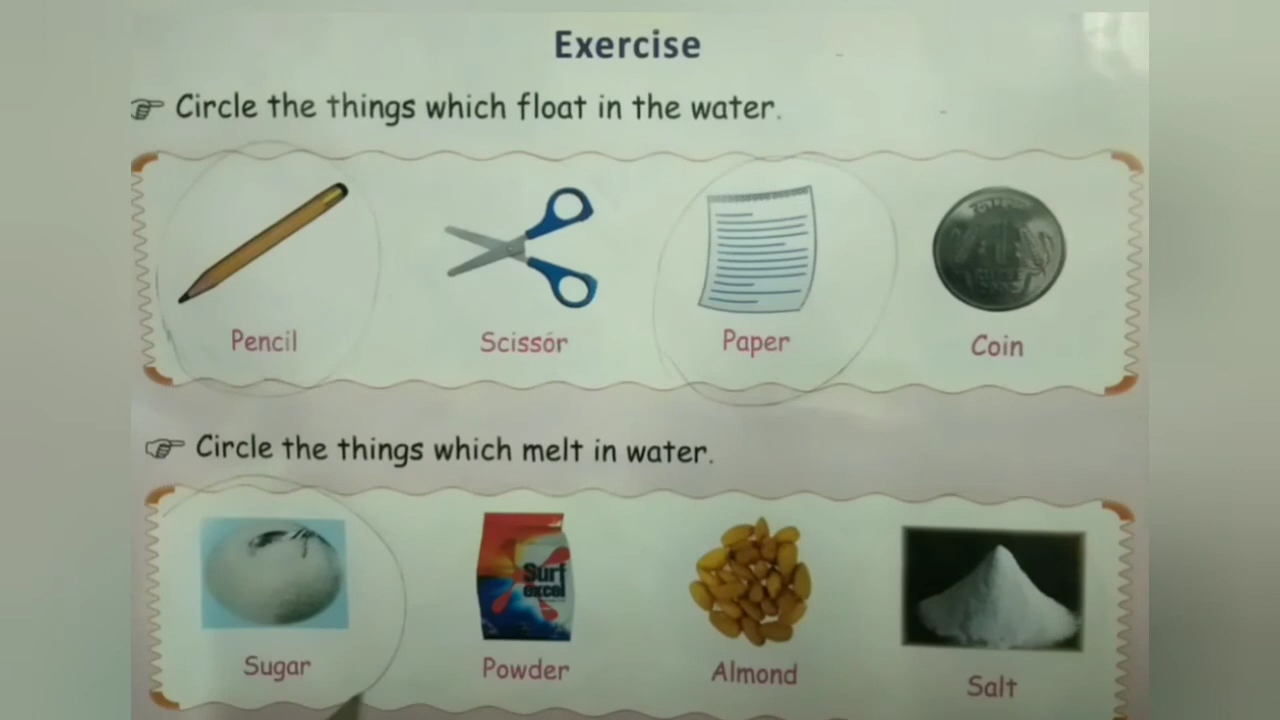 Exercise
Circle the things which float in the water.
Pencil Scissor Paper Coin
Circle the things which melt in water.
Surf
excel
Sugar Powder Almond Salt